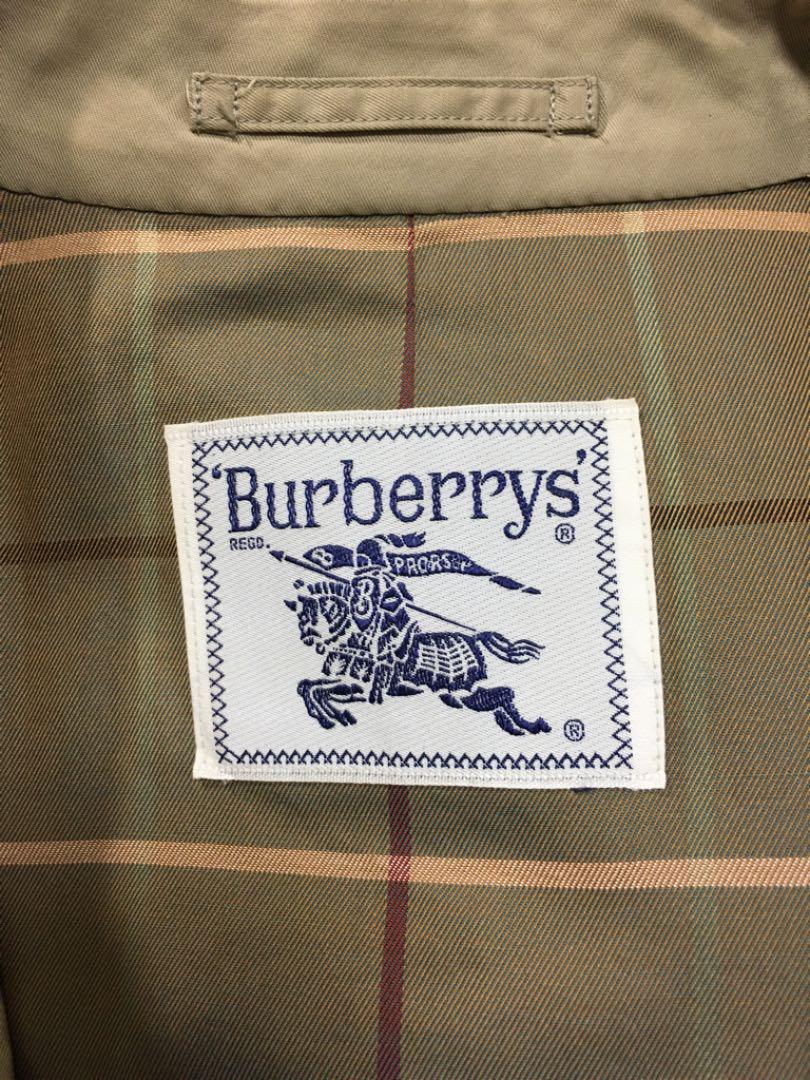 'Burberrys'
REGD. ®
PRORSUM
B
®